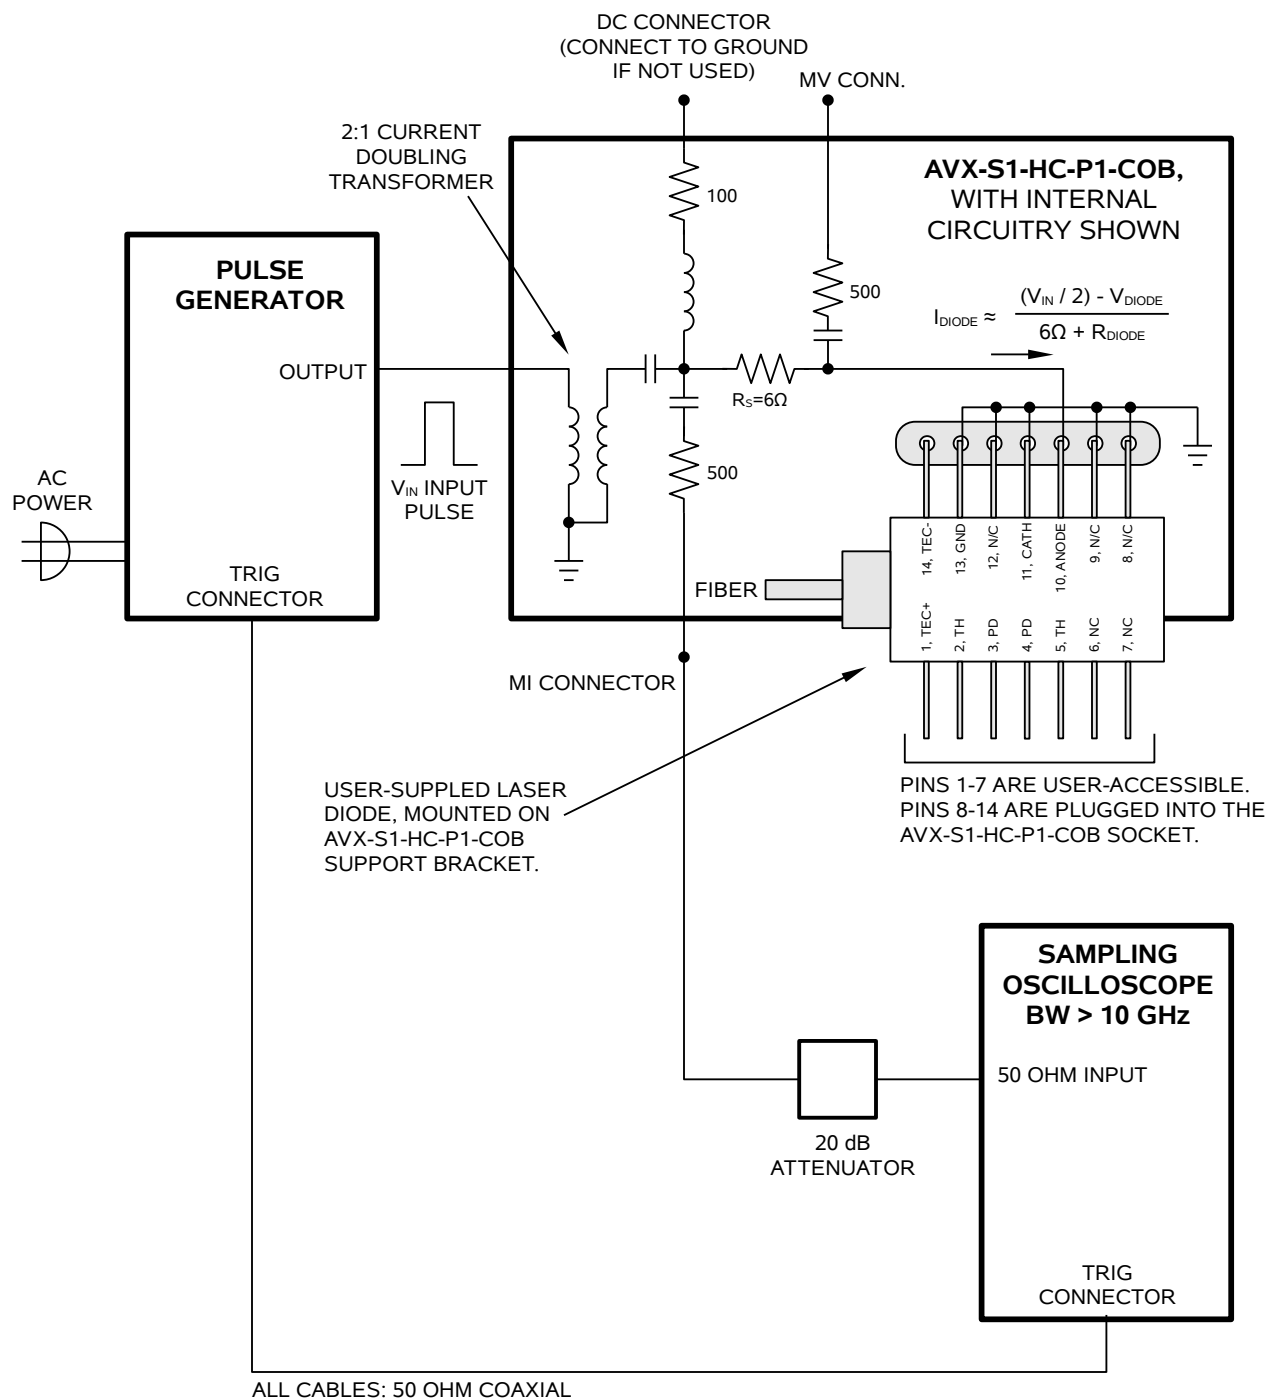 DC CONNECTOR
(CONNECT TO GROUND
IF NOT USED)
MV CONN.
2:1 CURRENT
DOUBLING
TRANSFORMER
AVX-S1-HC-P1-COB,
WITH INTERNAL
CIRCUITRY SHOWN
100
500
PULSE
GENERATOR
OUTPUT
I_DIODE ≈ (V_IN / 2) - V_DIODE
6Ω + R_DIODE
R_S=6Ω
500
V_IN INPUT
PULSE
AC
POWER
TRIG
CONNECTOR
FIBER
14, TEC-
13, GND
12, N/C
11, CATH
10, ANODE
9, N/C
8, N/C
1, TEC+
2, TH
3, PD
4, PD
5, TH
6, NC
7, NC
MI CONNECTOR
USER-SUPPLED LASER
DIODE, MOUNTED ON
AVX-S1-HC-P1-COB
SUPPORT BRACKET.
PINS 1-7 ARE USER-ACCESSIBLE.
PINS 8-14 ARE PLUGGED INTO THE
AVX-S1-HC-P1-COB SOCKET.
SAMPLING
OSCILLOSCOPE
BW > 10 GHz
50 OHM INPUT
20 dB
ATTENUATOR
TRIG
CONNECTOR
ALL CABLES: 50 OHM COAXIAL